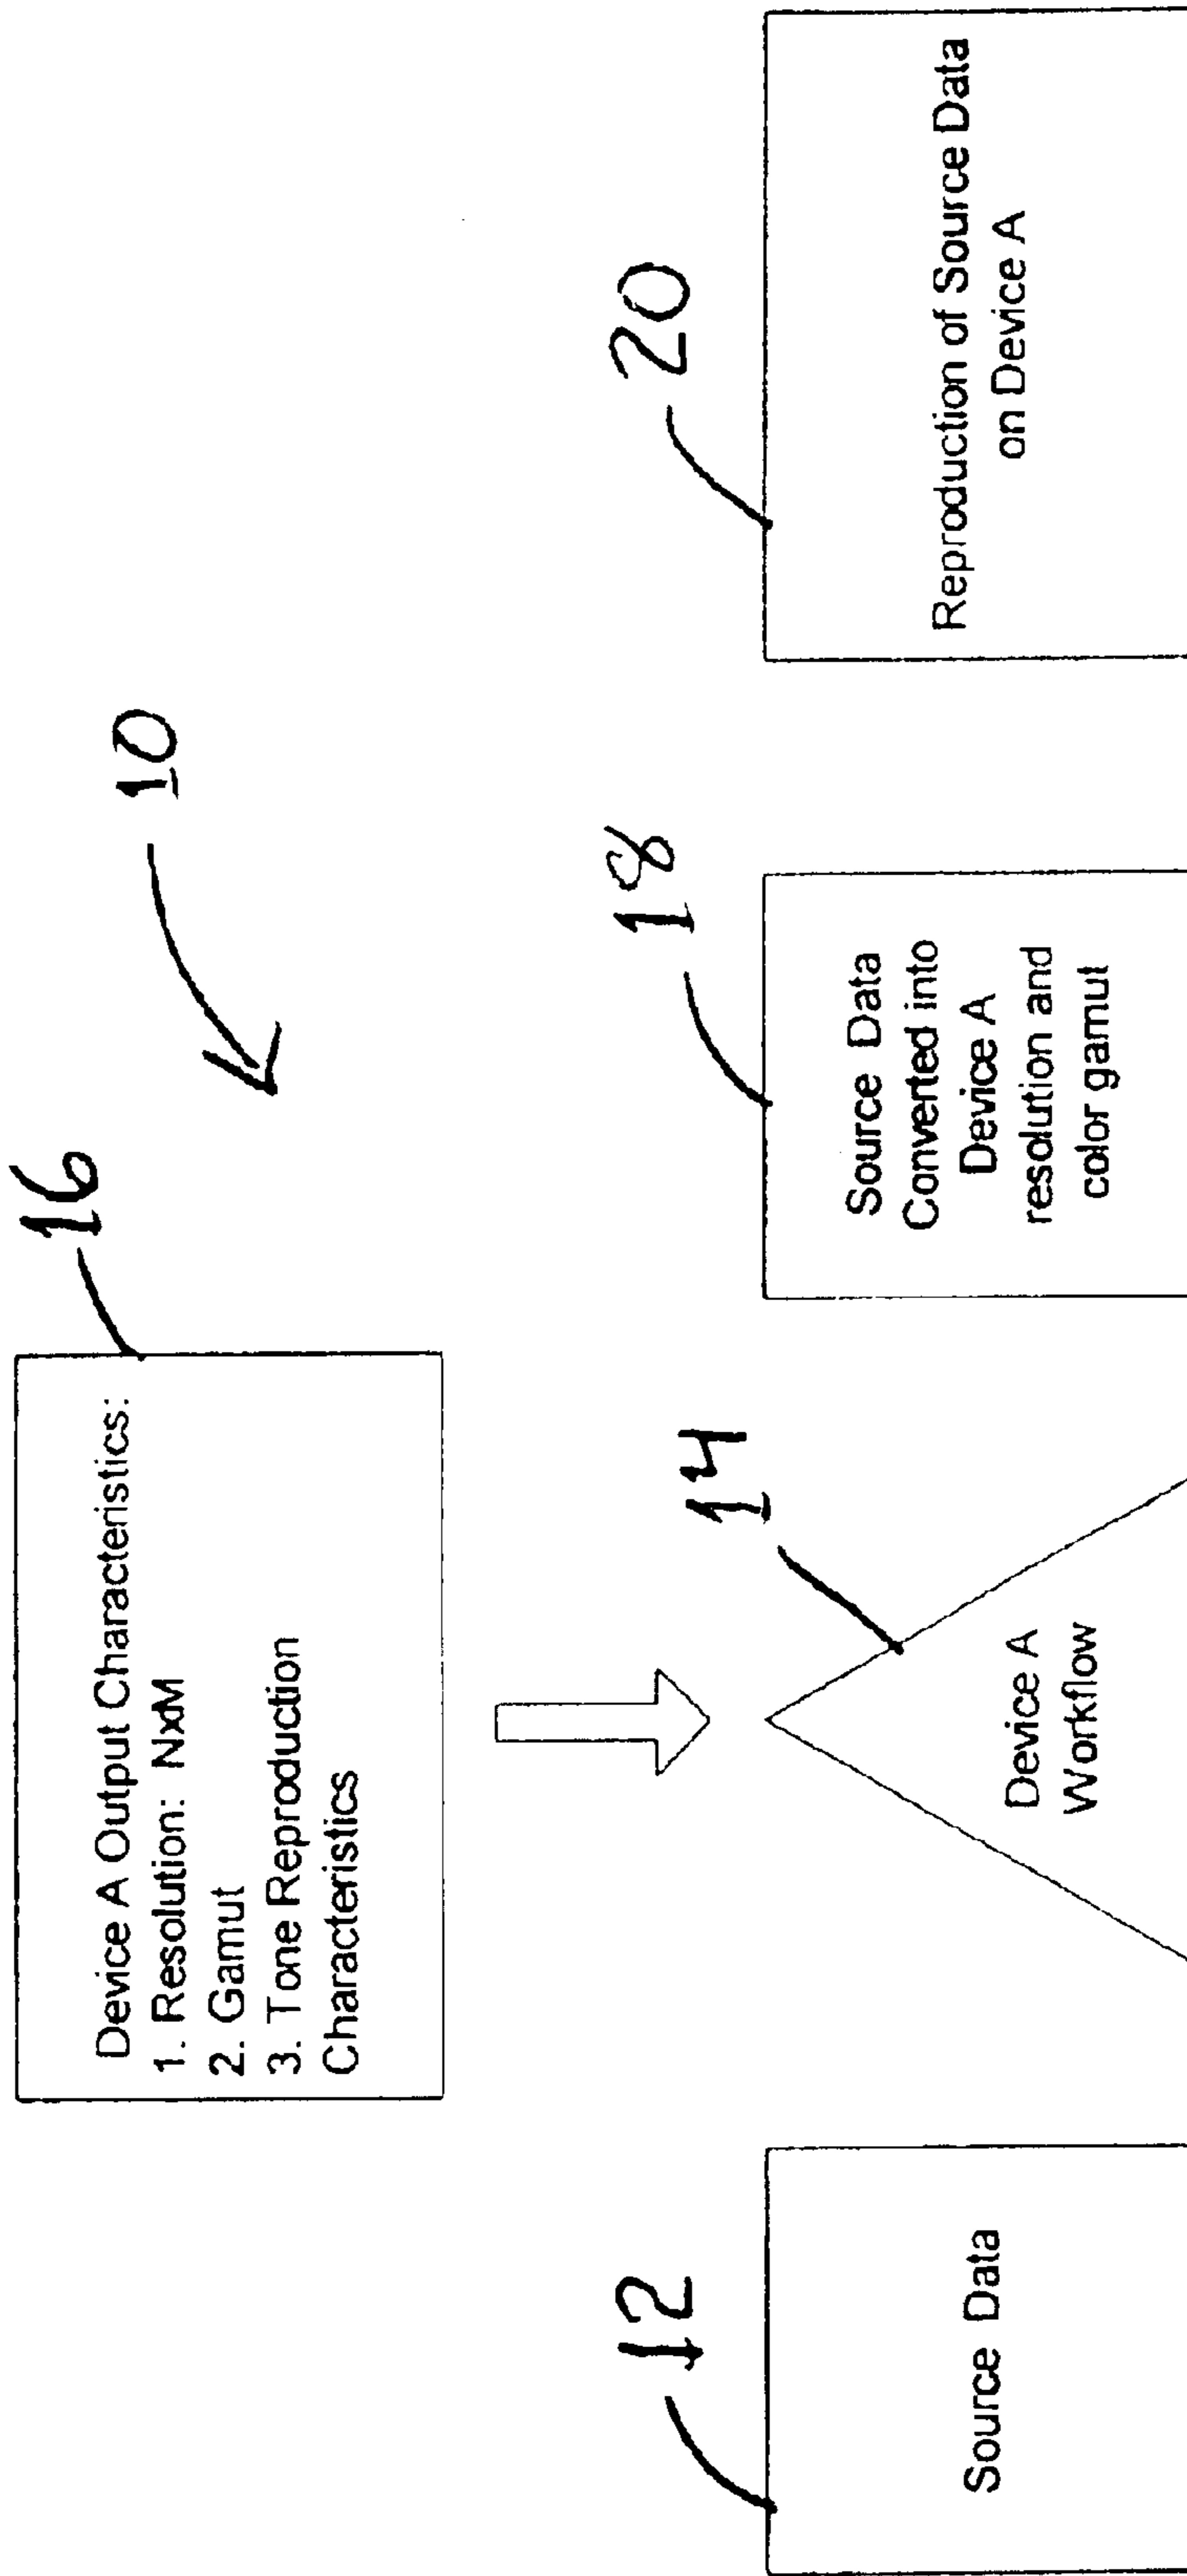 16
Device A Output Characteristics:
1. Resolution: NxM
2. Gamut
3. Tone Reproduction
Characteristics
10
12
Source Data
14
Device A
Workflow
18
Source Data
Converted into
Device A
resolution and
color gamut
20
Reproduction of Source Data
on Device A